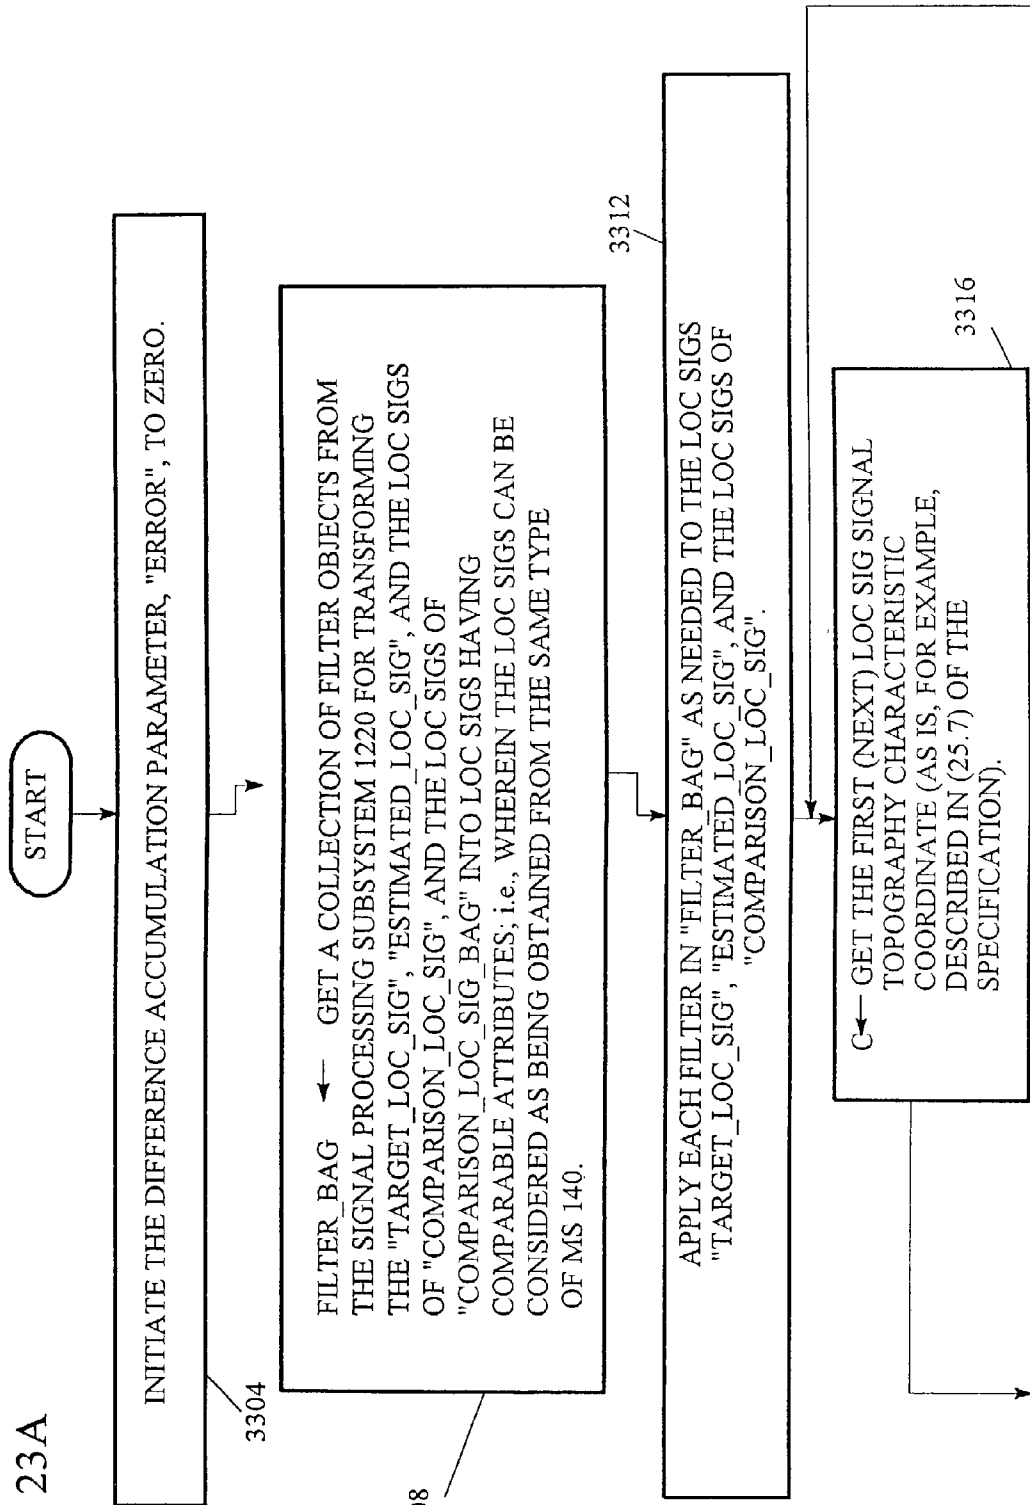 23A
START
INITIATE THE DIFFERENCE ACCUMULATION PARAMETER, "ERROR", TO ZERO.
3304
FILTER_BAG ← GET A COLLECTION OF FILTER OBJECTS FROM
THE SIGNAL PROCESSING SUBSYSTEM 1220 FOR TRANSFORMING
THE "TARGET_LOC_SIG", "ESTIMATED_LOC_SIG", AND THE LOC SIGS
OF "COMPARISON_LOC_SIG", AND THE LOC SIGS OF
"COMPARISON_LOC_SIG_BAG" INTO LOC SIGS HAVING
COMPARABLE ATTRIBUTES; i.e., WHEREIN THE LOC SIGS CAN BE
CONSIDERED AS BEING OBTAINED FROM THE SAME TYPE
OF MS 140.
08
3312
APPLY EACH FILTER IN "FILTER_BAG" AS NEEDED TO THE LOC SIGS
"TARGET_LOC_SIG", "ESTIMATED_LOC_SIG", AND THE LOC SIGS OF
"COMPARISON_LOC_SIG".
3316
C ← GET THE FIRST (NEXT) LOC SIG SIGNAL
TOPOGRAPHY CHARACTERISTIC
COORDINATE (AS IS, FOR EXAMPLE,
DESCRIBED IN (25.7) OF THE
SPECIFICATION).